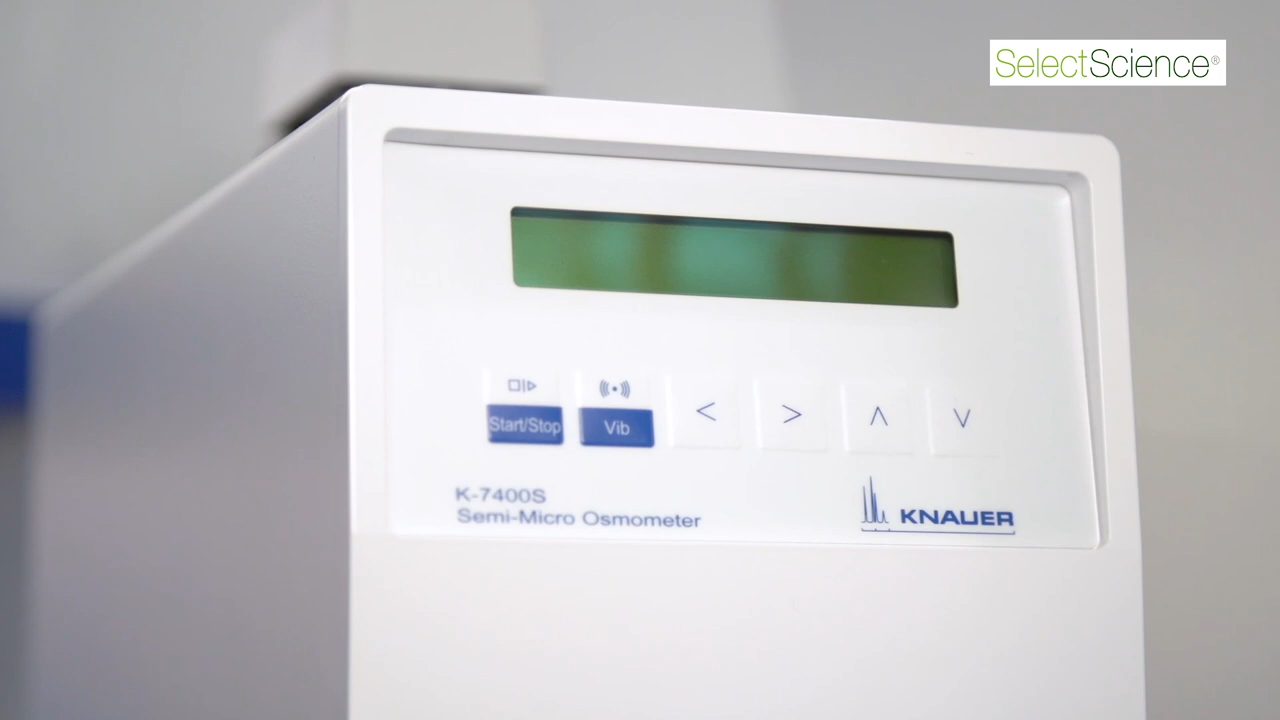 SelectScience®
Start/Stop
Vib
K-7400S
Semi-Micro Osmometer
KNAUER